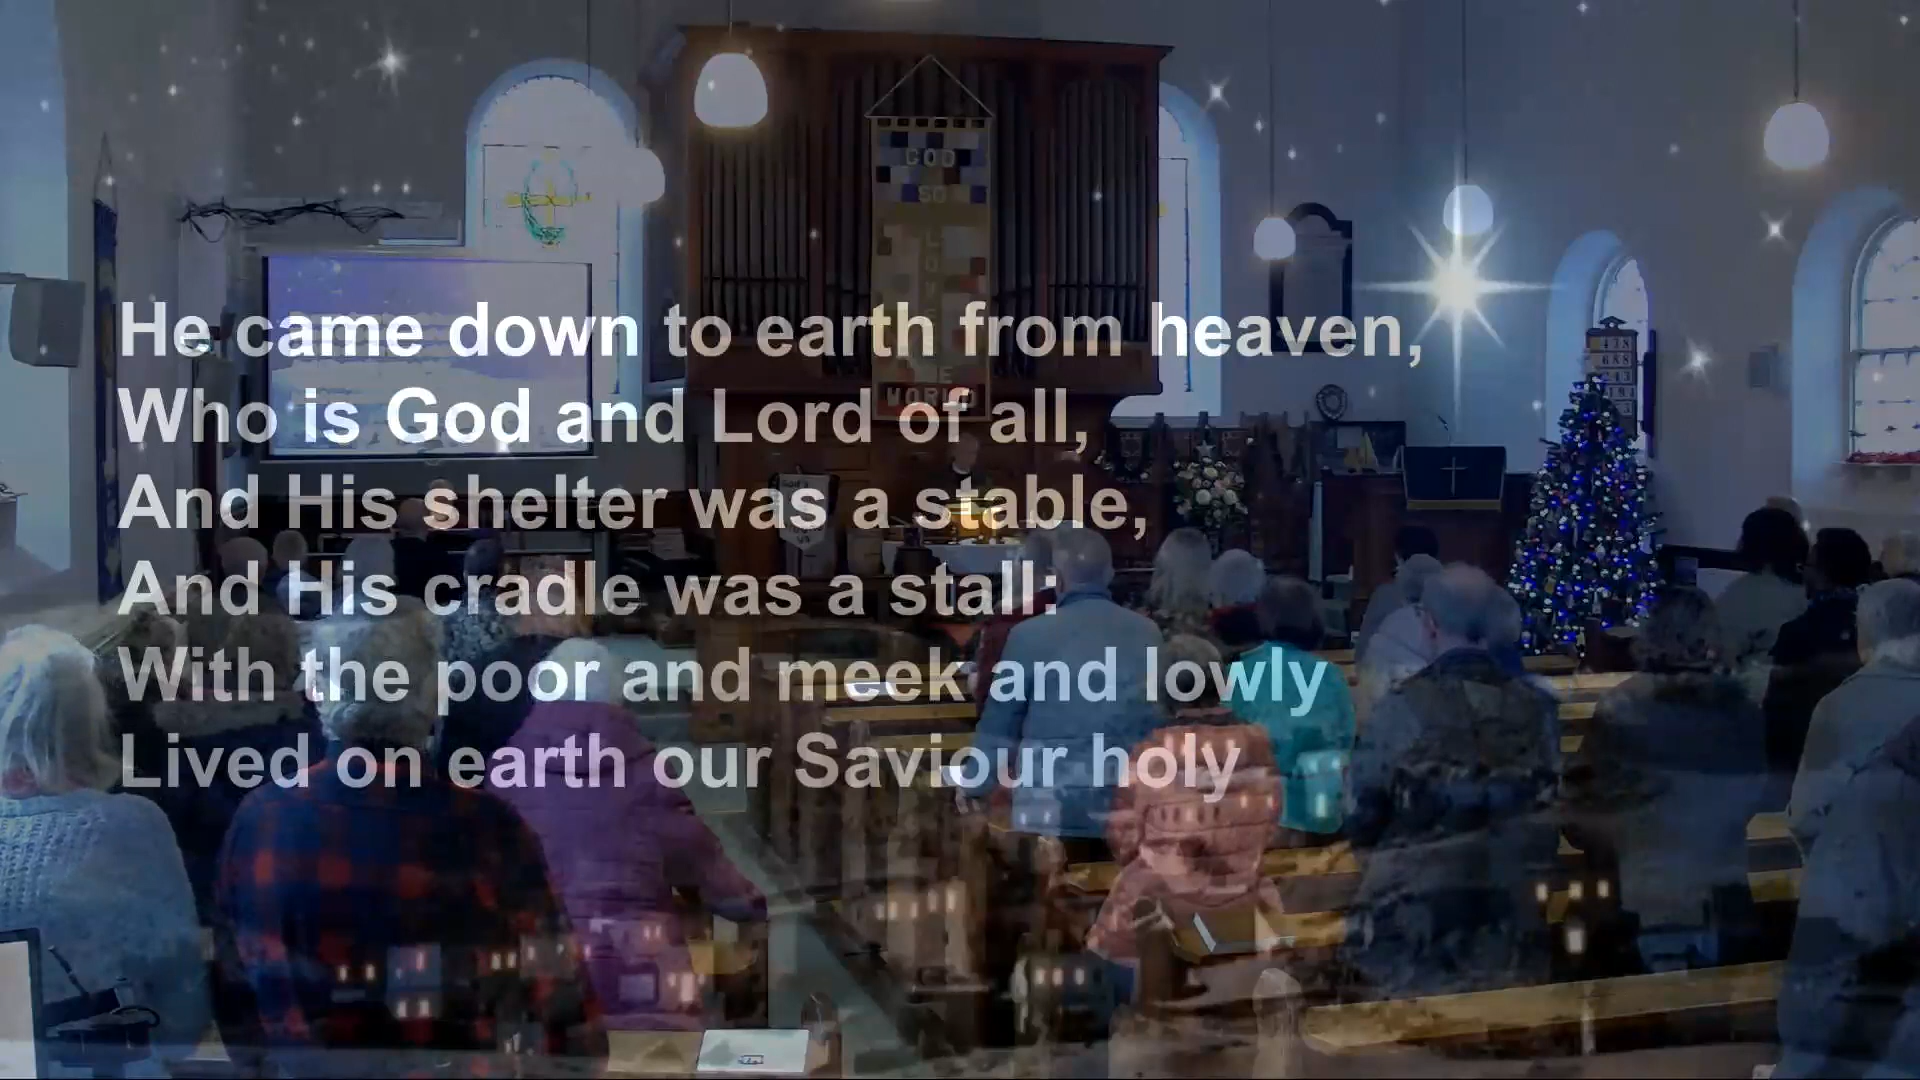 GOD
SO
LOVE
THE
WORLD
He came down to earth from heaven,
Who is God and Lord of all,
And His shelter was a stable,
And His cradle was a stall:
With the poor and meek and lowly
Lived on earth our Saviour holy